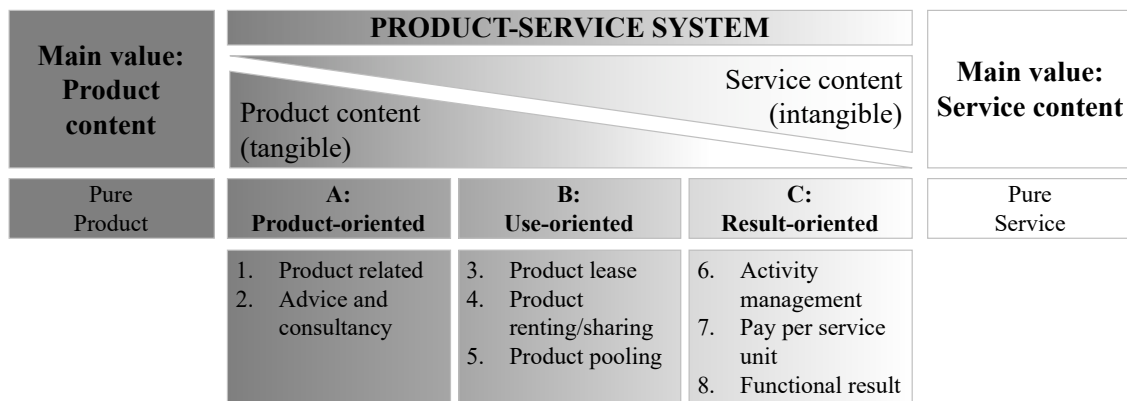 Main value:
Product
content
PRODUCT-SERVICE SYSTEM
Product content
(tangible)
Service content
(intangible)
Main value:
Service content
Pure
Product
A:
Product-oriented
B:
Use-oriented
C:
Result-oriented
Pure
Service
1. Product related
2. Advice and
consultancy
3. Product lease
4. Product
renting/sharing
5. Product pooling
6. Activity
management
7. Pay per service
unit
8. Functional result